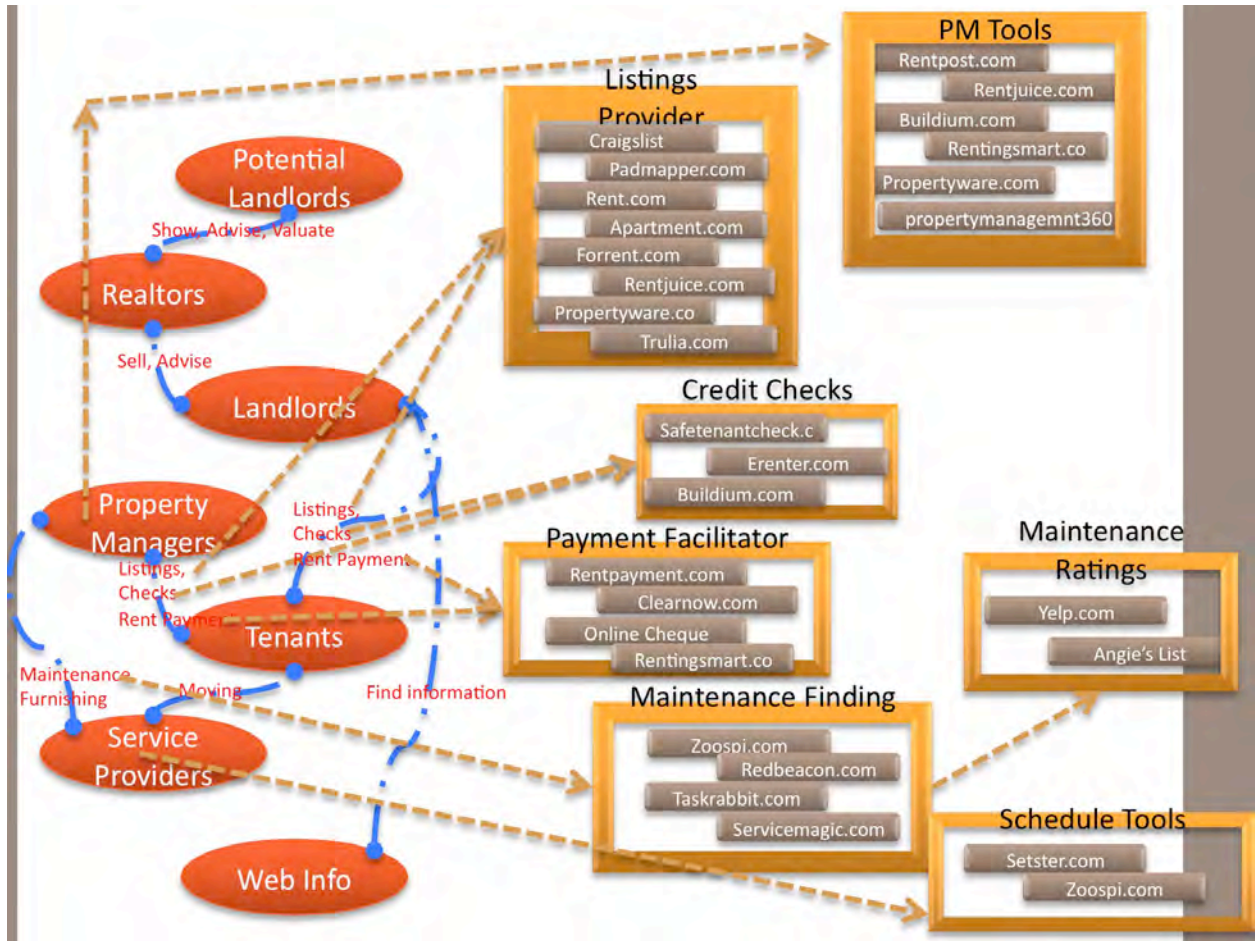 PM Tools
Rentpost.com
Rentjuice.com
Buildium.com
Rentingsmart.co
Propertyware.com
propertymanagemnt360
Listings
Provider
Craigslist
Padmapper.com
Rent.com
Apartment.com
Forrent.com
Rentjuice.com
Propertyware.co
Trulia.com
Potential
Landlords
Show, Advise, Valuate
Realtors
Sell, Advise
Landlords
Credit Checks
Safetenantcheck.c
Erenter.com
Buildium.com
Property
Managers
Listings,
Checks
Rent Payment
Listings,
Checks
Rent Payment
Tenants
Payment Facilitator
Rentpayment.com
Clearnow.com
Online Cheque
Rentingsmart.co
Maintenance
Ratings
Yelp.com
Angie's List
Maintenance
Furnishing
Moving
Find information
Service
Providers
Maintenance Finding
Zoospi.com
Redbeacon.com
Taskrabbit.com
Servicemagic.com
Schedule Tools
Setster.com
Zoospi.com
Web Info